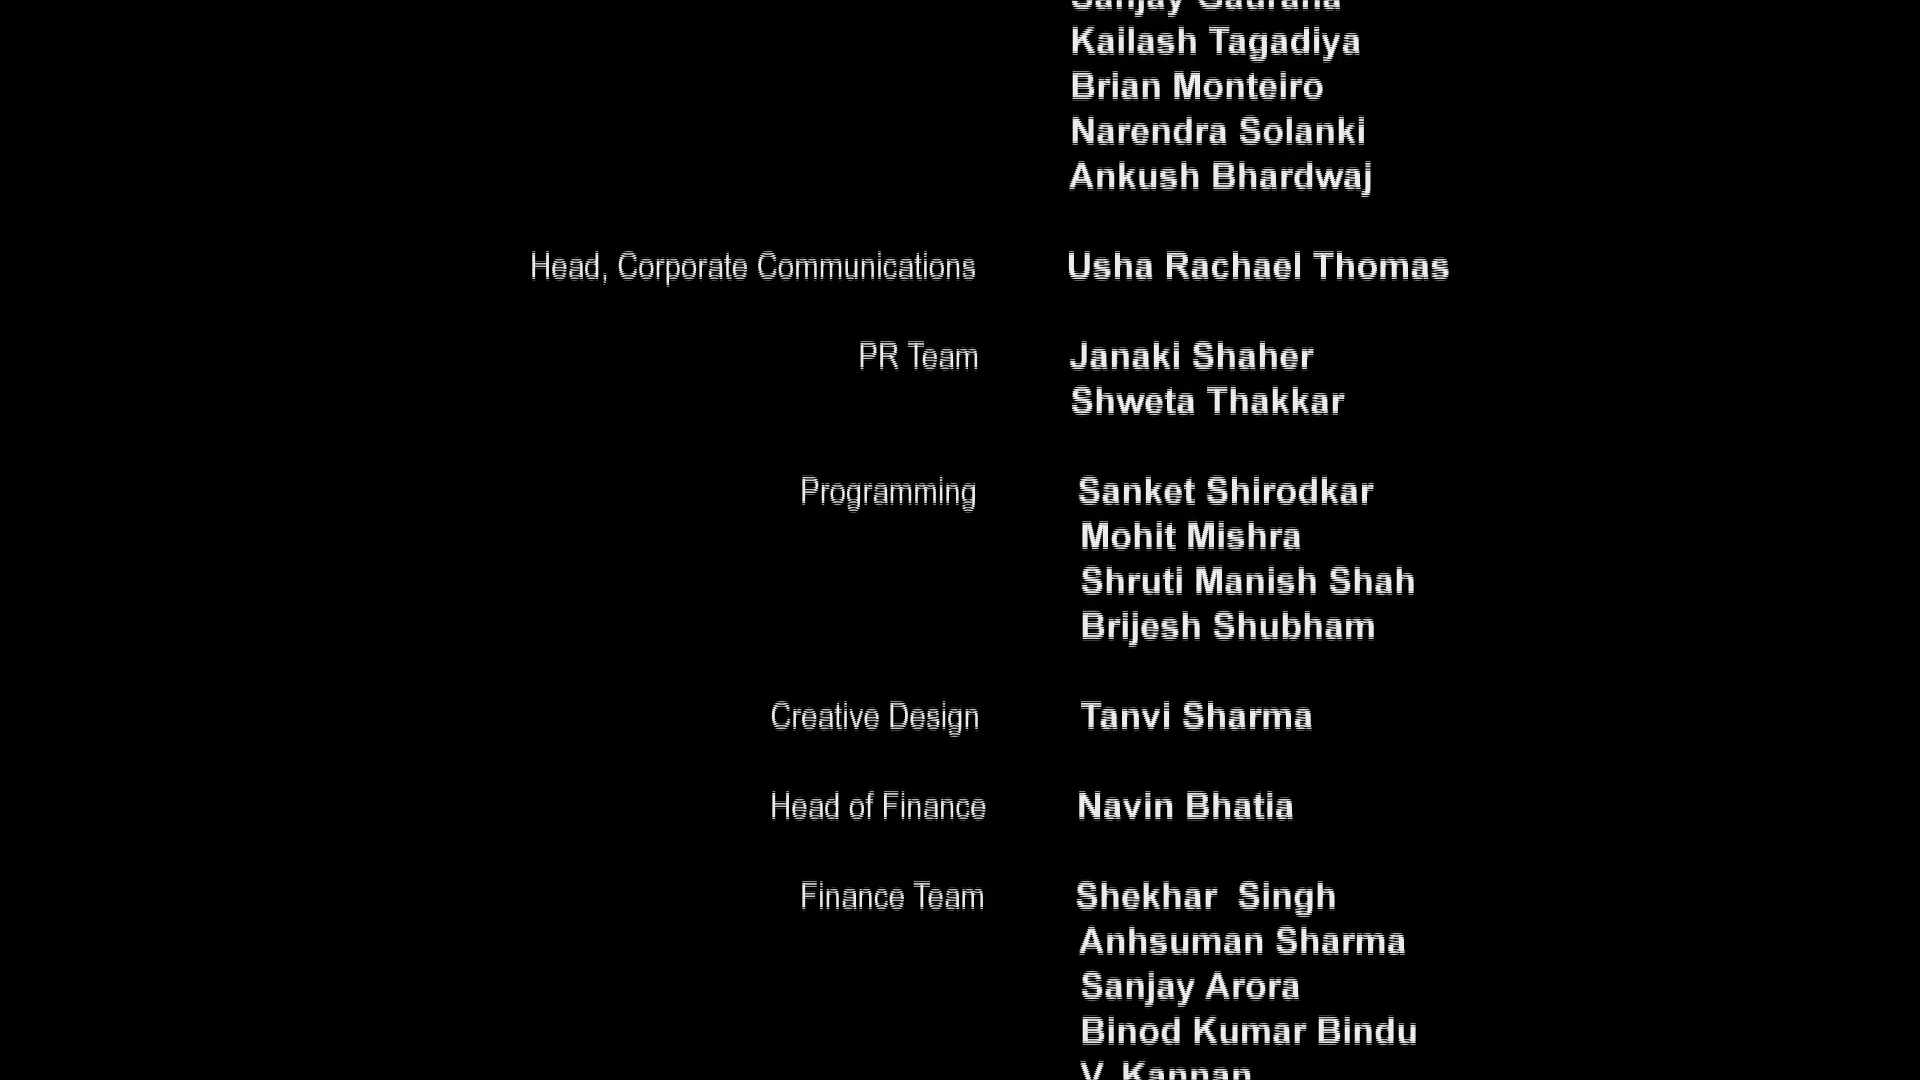 Sanjay
Kailash Tagadiya
Brian Monteiro
Narendra Solanki
Ankush Bhardwaj
Head, Corporate Communications Usha Rachael Thomas
PR Team Janaki Shaher
Shweta Thakkar
Programming Sanket Shirodkar
Mohit Mishra
Shruti Manish Shah
Brijesh Shubham
Creative Design Tanvi Sharma
Head of Finance Navin Bhatia
Finance Team Shekhar Singh
Anhsuman Sharma
Sanjay Arora
Binod Kumar Bindu
V. Kannan